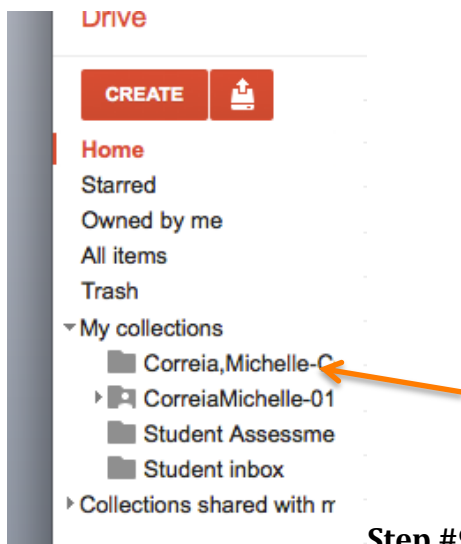 Drive
CREATE
Home
Starred
Owned by me
All items
Trash
My collections
Correia,Michelle-C
CorreiaMichelle-01
Student Assessme
Student inbox
Collections shared with m
Step #